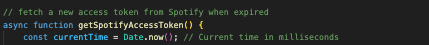 // fetch a new access token from Spotify when expired
async function getSpotifyAccessToken() {
    const currentTime = Date.now(); // Current time in milliseconds